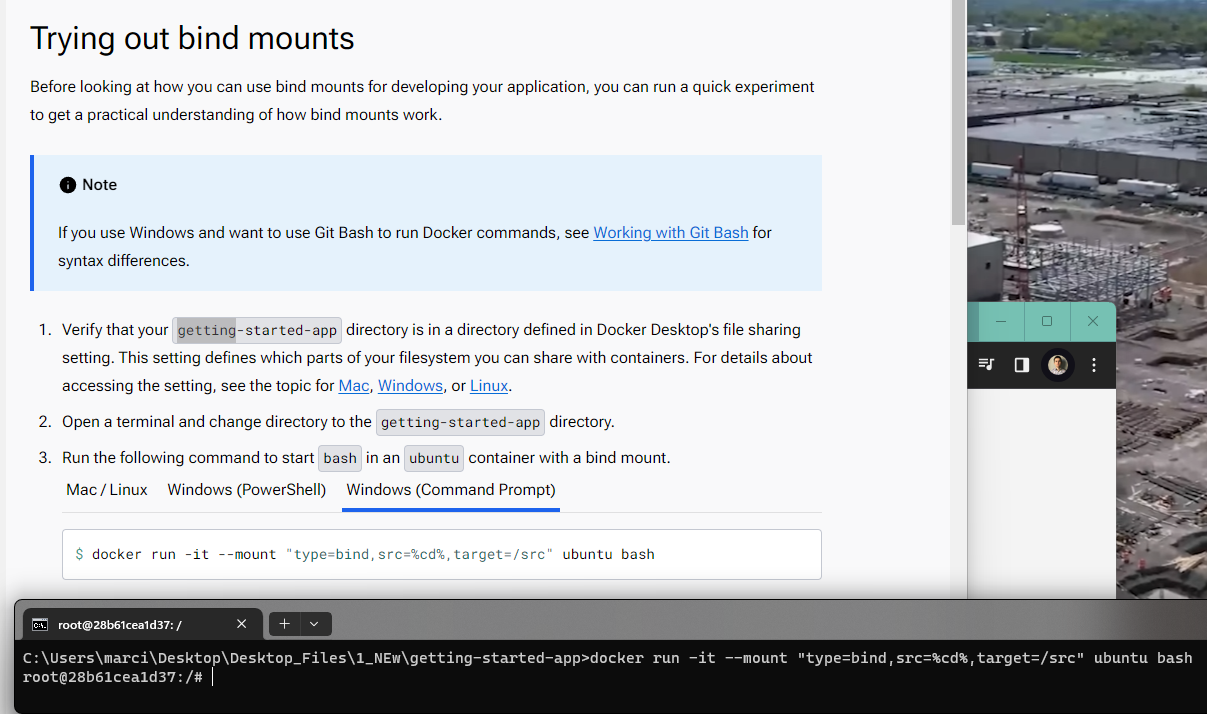 Trying out bind mounts
Before looking at how you can use bind mounts for developing your application, you can run a quick experiment
to get a practical understanding of how bind mounts work.
Note
If you use Windows and want to use Git Bash to run Docker commands, see Working with Git Bash for
syntax differences.
1. Verify that your getting-started-app directory is in a directory defined in Docker Desktop's file sharing
setting. This setting defines which parts of your filesystem you can share with containers. For details about
accessing the setting, see the topic for Mac, Windows, or Linux.
2. Open a terminal and change directory to the getting-started-app directory.
3. Run the following command to start bash in an ubuntu container with a bind mount.
Mac / Linux Windows (PowerShell) Windows (Command Prompt)
$ docker run -it --mount "type=bind,src=%cd%,target=/src" ubuntu bash
root@28b61cea1d37: /
C:\Users\marci\Desktop\Desktop_Files\1_NEw\getting-started-app>docker run -it --mount "type=bind,src=%cd%,target=/src" ubuntu bash
root@28b61cea1d37:/#